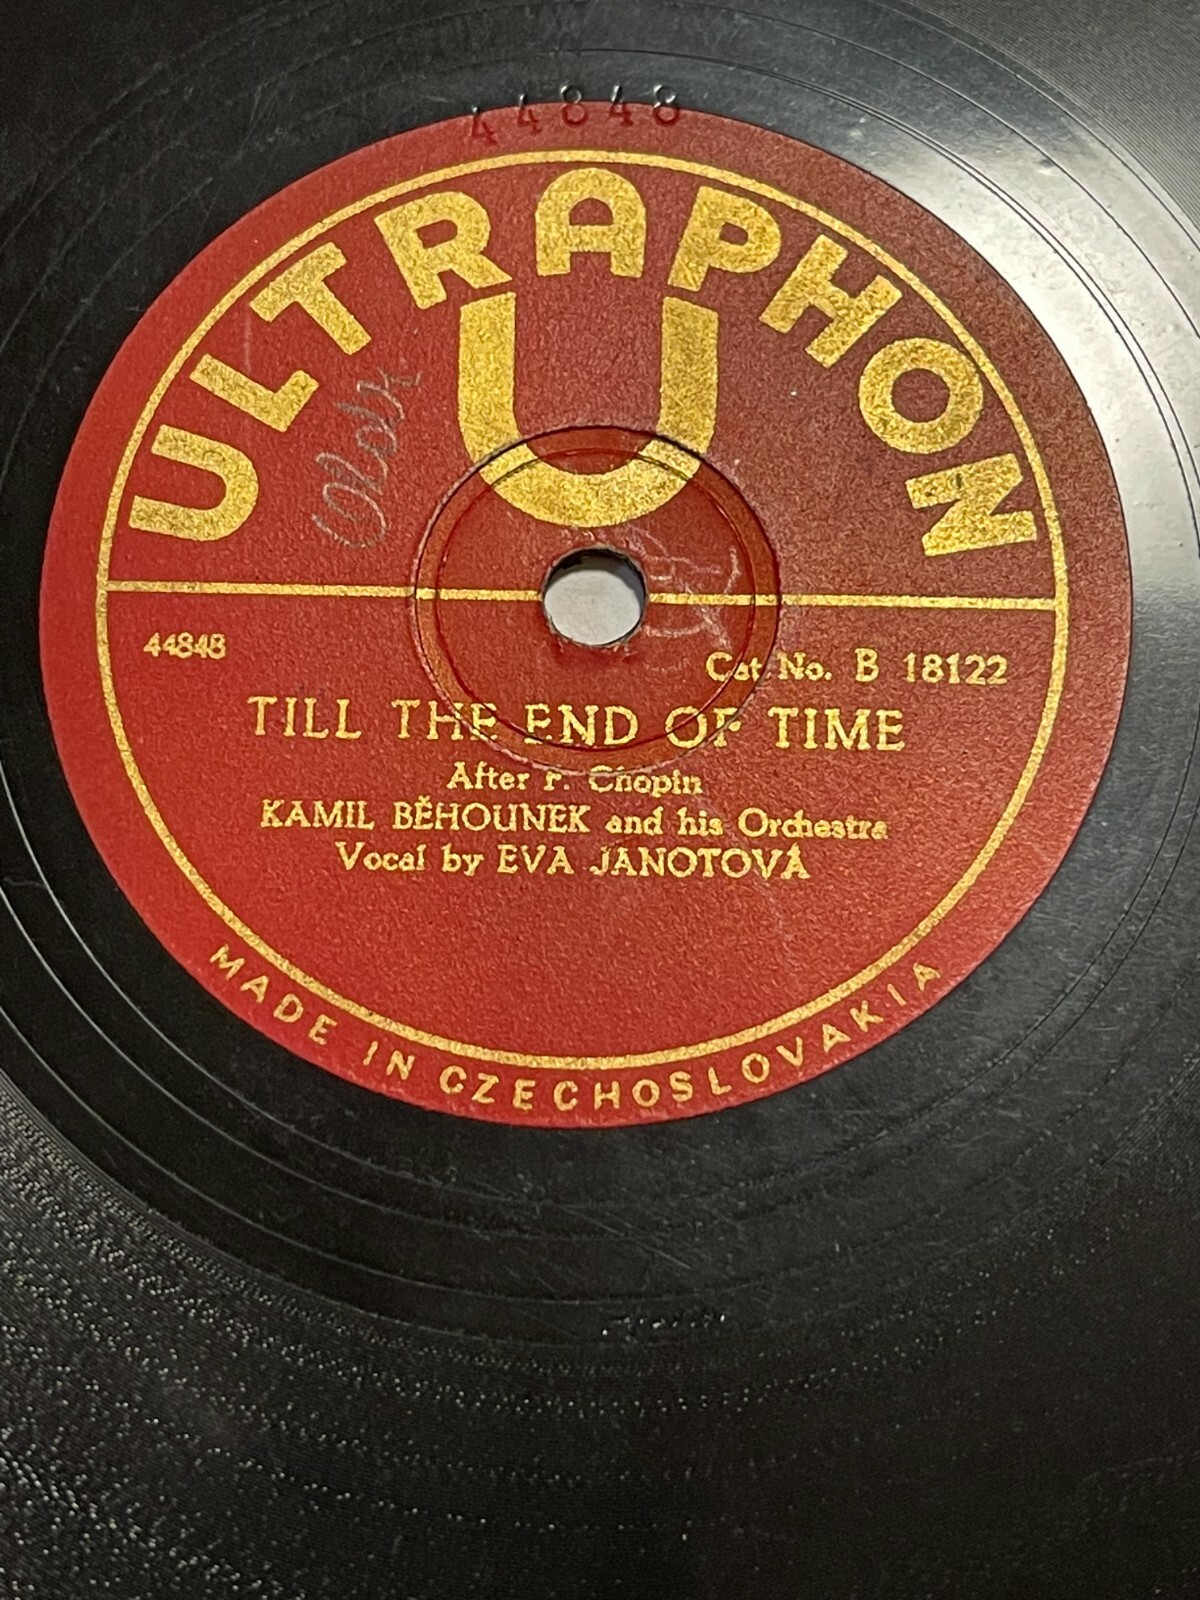 44848
ULTRAPHON
U
44848
Cat. No. B 18122
TILL THE END OF TIME
After F. Chopin
KAMIL BĚHOUNEK and his Orchestra
Vocal by EVA JANOTOVÁ
MADE IN CZECHOSLOVAKIA